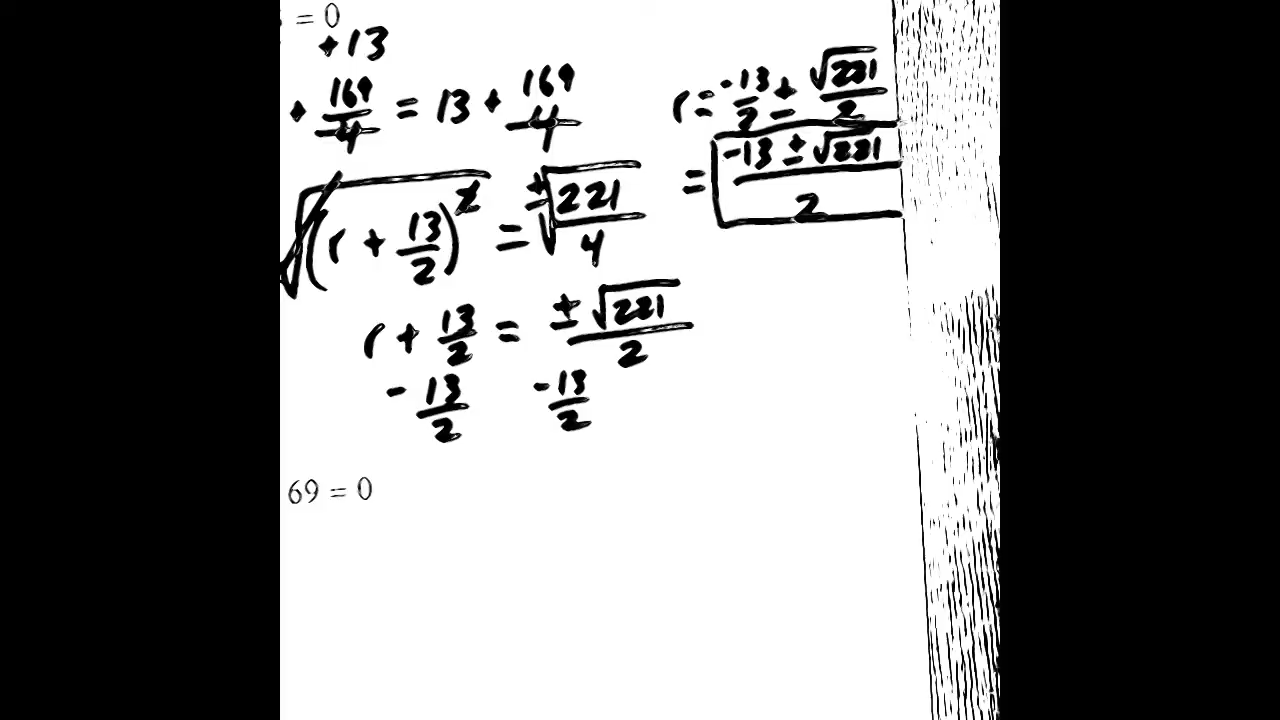 = 0
+13
+ 169/4 = 13 + 169/4
√(r + 13/2)² = ±√221/4
r + 13/2 = ±√221/2
- 13/2 -13/2
69 = 0
r = -13/2 ± √221/2
= -13 ± √221/2